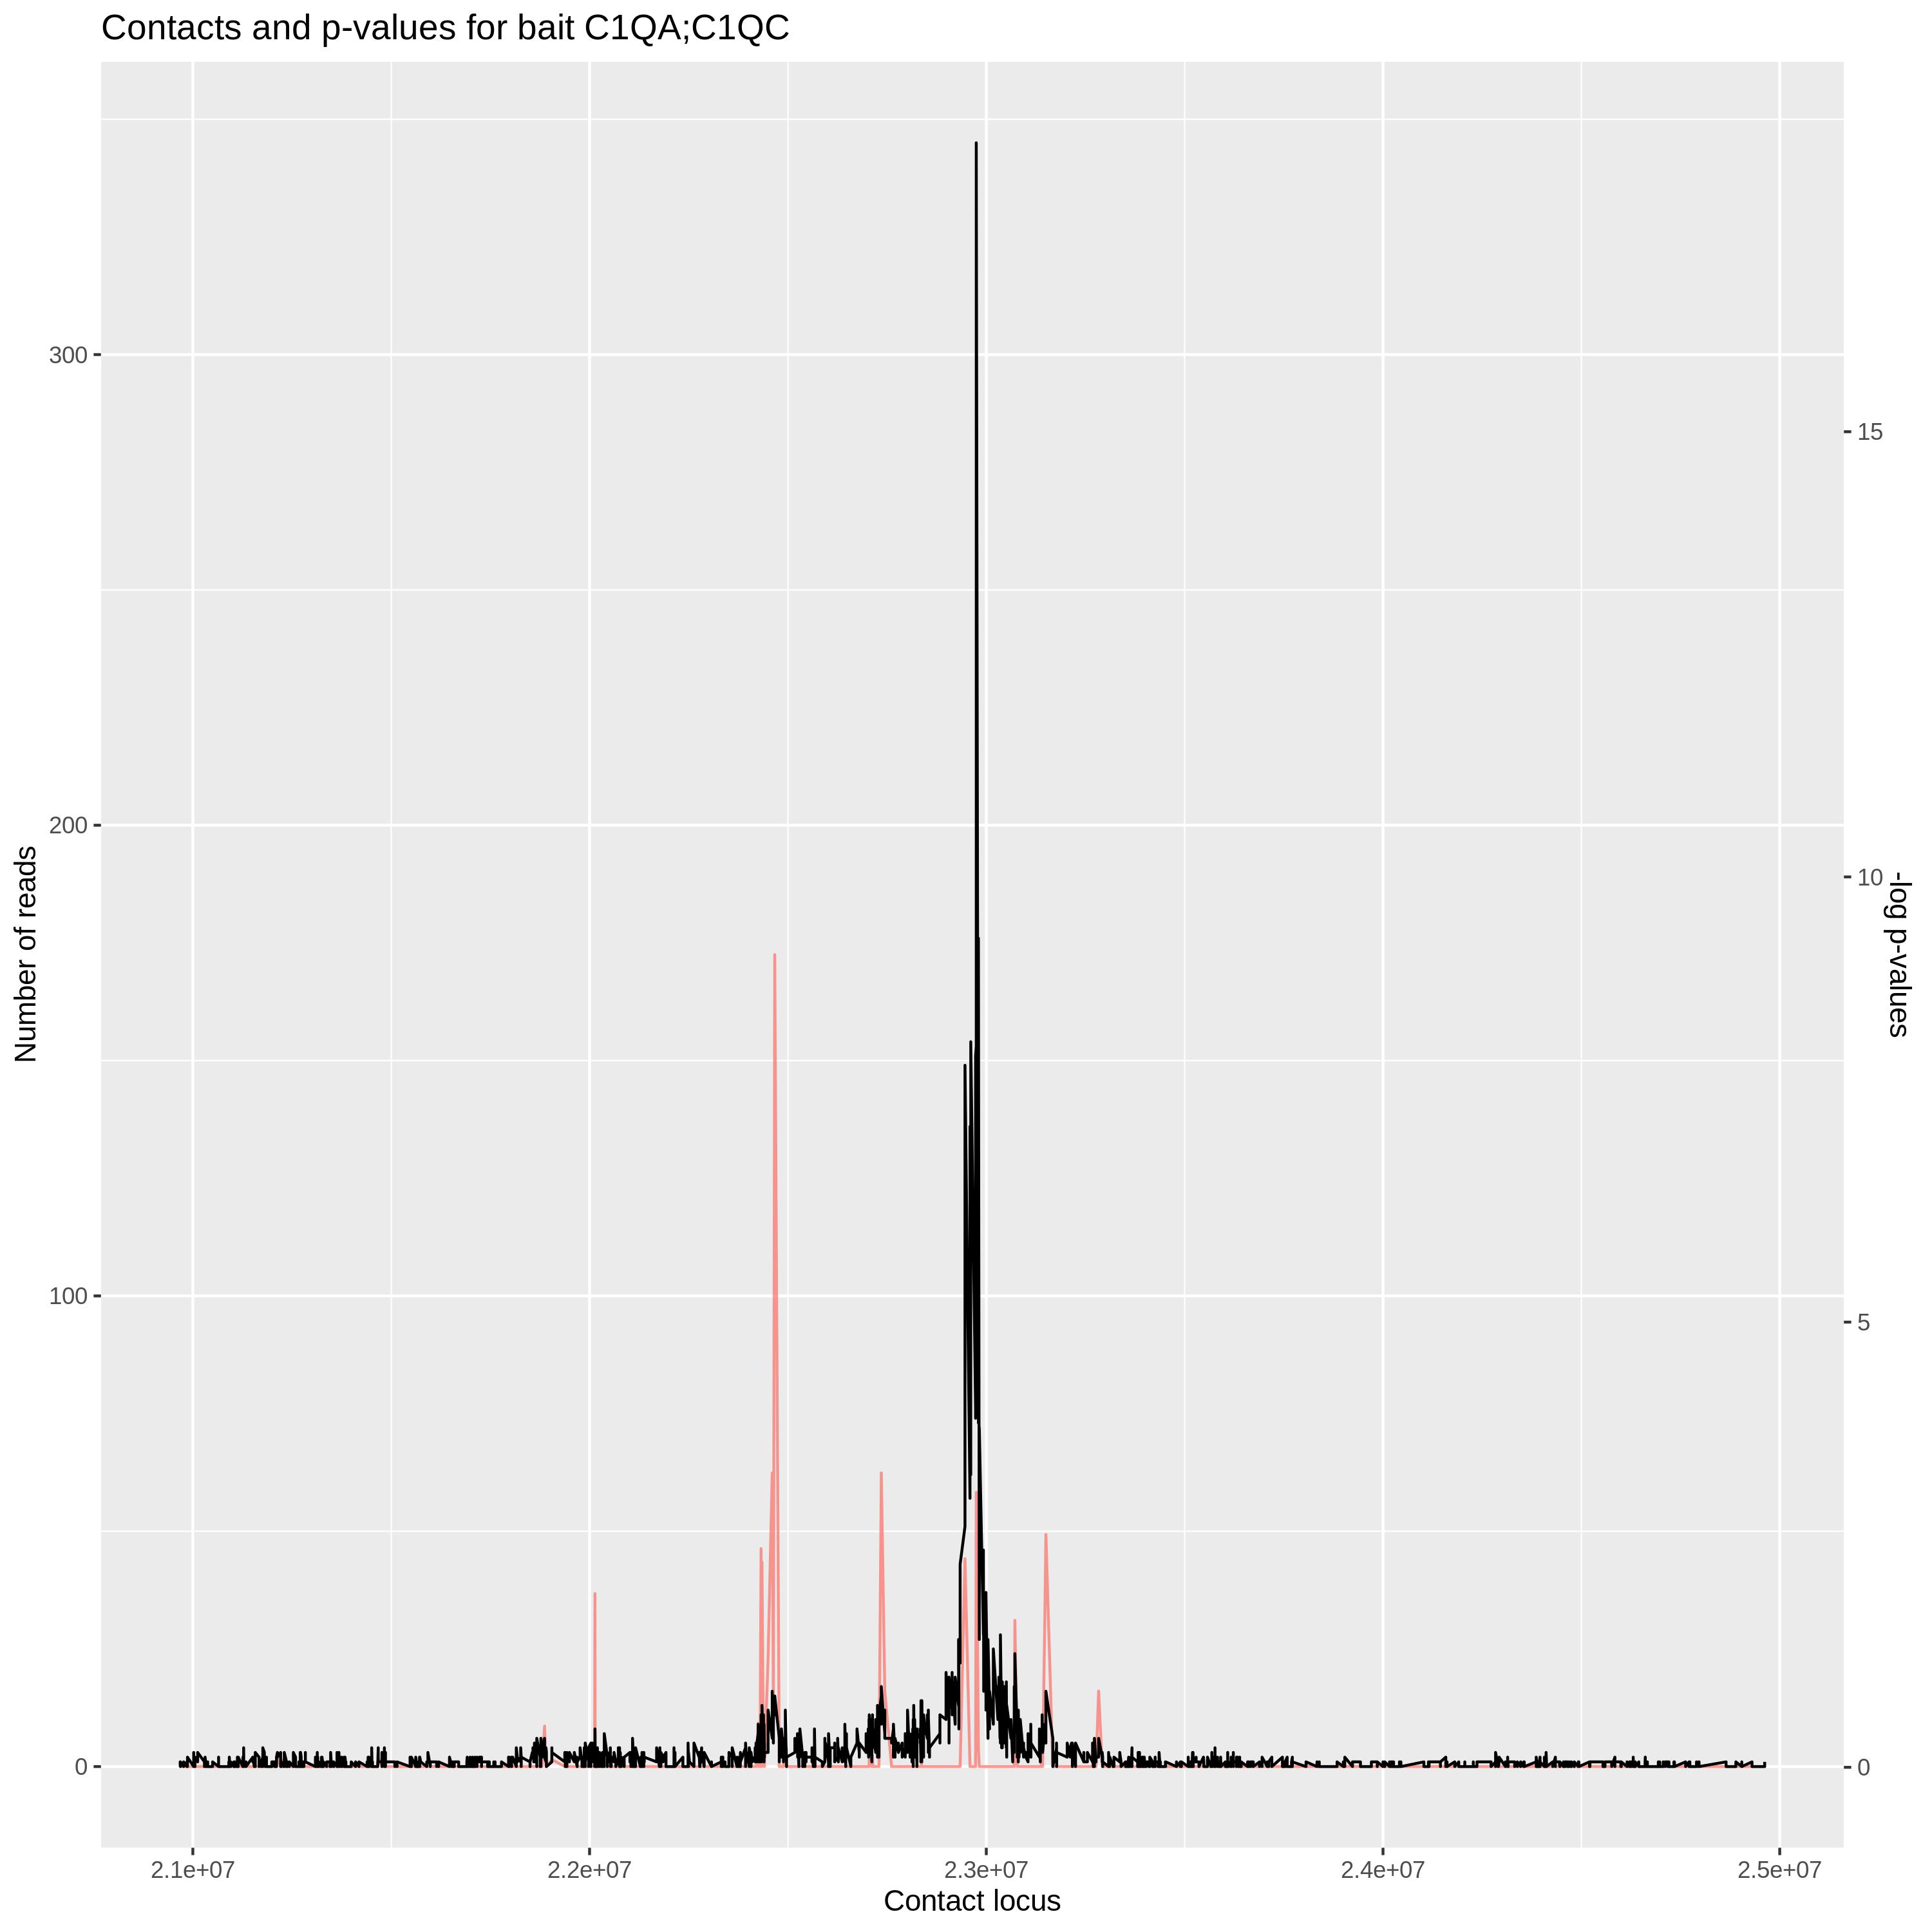 Contacts and p-values for bait C1QA;C1QC
300
200
100
0
Number of reads
15
10
5
0
-log p-values
2.1e+07
2.2e+07
2.3e+07
2.4e+07
2.5e+07
Contact locus